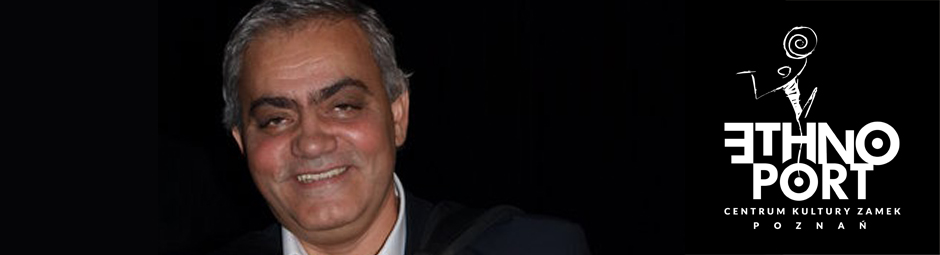 ETHNO
PORT
CENTRUM KULTURY ZAMEK
POZNAŃ